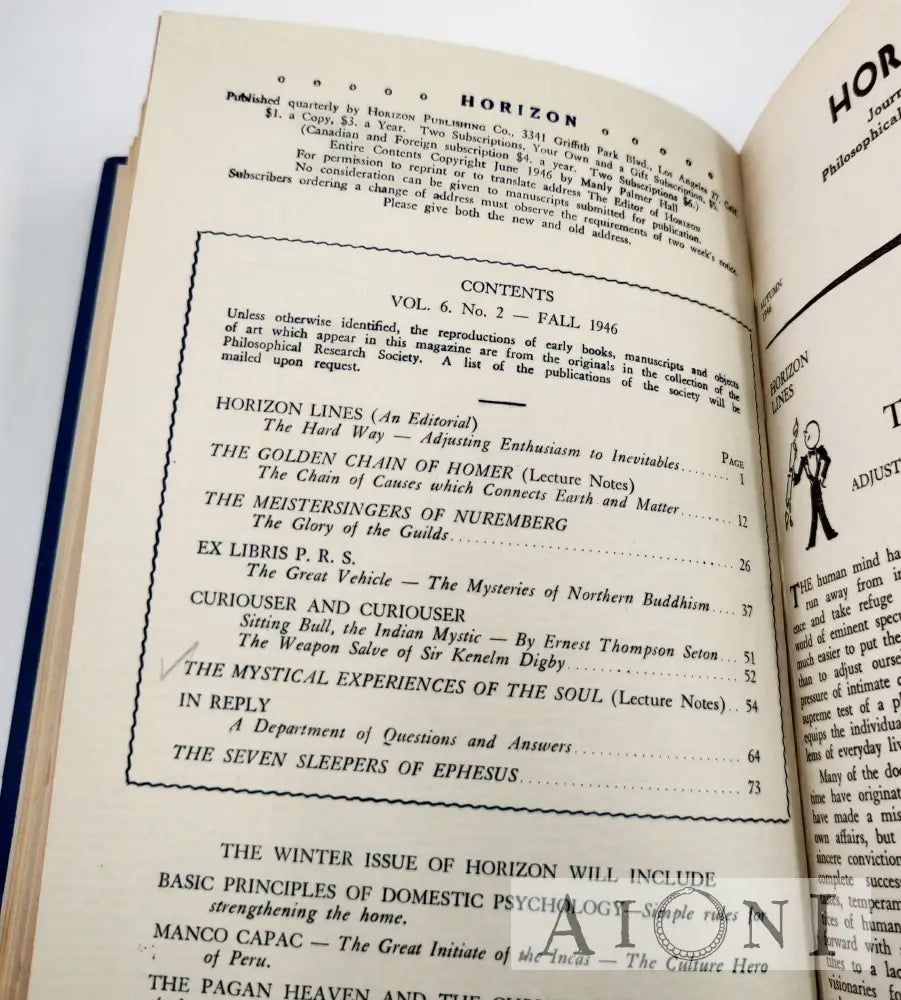 HORIZON
Published quarterly by HORIZON PUBLISHING CO., 3341 Griffith Park Blvd., Los Angeles 27, Calif.
$1. a Copy, $3. a Year. Two Subscriptions, Your Own and a Gift Subscription, $5.
(Canadian and Foreign subscription $4. a year. Two Subscriptions $6.)
Entire Contents Copyright June 1946 by Manly Palmer Hall
For permission to reprint or to translate address The Editor of HORIZON
No consideration can be given to manuscripts submitted for publication.
Subscribers ordering a change of address must observe the requirements of two week's notice.
Please give both the new and old address.
CONTENTS
VOL. 6. No. 2 — FALL 1946
Unless otherwise identified, the reproductions of early books, manuscripts and objects
of art which appear in this magazine are from the originals in the collection of the
Philosophical Research Society. A list of the publications of the society will be
mailed upon request.
PAGE
HORIZON LINES (An Editorial)
The Hard Way — Adjusting Enthusiasm to Inevitables........ 1
THE GOLDEN CHAIN OF HOMER (Lecture Notes)
The Chain of Causes which Connects Earth and Matter........ 12
THE MEISTERSINGERS OF NUREMBERG
The Glory of the Guilds........ 26
EX LIBRIS P. R. S.
The Great Vehicle — The Mysteries of Northern Buddhism.... 37
CURIOUSER AND CURIOUSER
Sitting Bull, the Indian Mystic — By Ernest Thompson Seton... 51
The Weapon Salve of Sir Kenelm Digby........ 52
THE MYSTICAL EXPERIENCES OF THE SOUL (Lecture Notes).. 54
IN REPLY
A Department of Questions and Answers........ 64
THE SEVEN SLEEPERS OF EPHESUS........ 73
THE WINTER ISSUE OF HORIZON WILL INCLUDE
BASIC PRINCIPLES OF DOMESTIC PSYCHOLOGY—Simple rules for
strengthening the home.
MANCO CAPAC — The Great Initiate of the Incas — The Culture Hero
of Peru.
THE PAGAN HEAVEN AND THE
HOR
Journ
Philosophical
AUTUMN
1946
HORIZON
LINES
T
ADJUST
THE human mind ha
run away from
ence and take refuge
world of eminent spec
much easier to put the
than to adjust ourse
pressure of intimate
supreme test of a
equips the individua
lems of everyday liv
Many of the doc
time have originat
have made a mis
own affairs, but
sincere conviction
complete succes
temperam
of human
forward with
to a lac
visionaries fo
AIONI